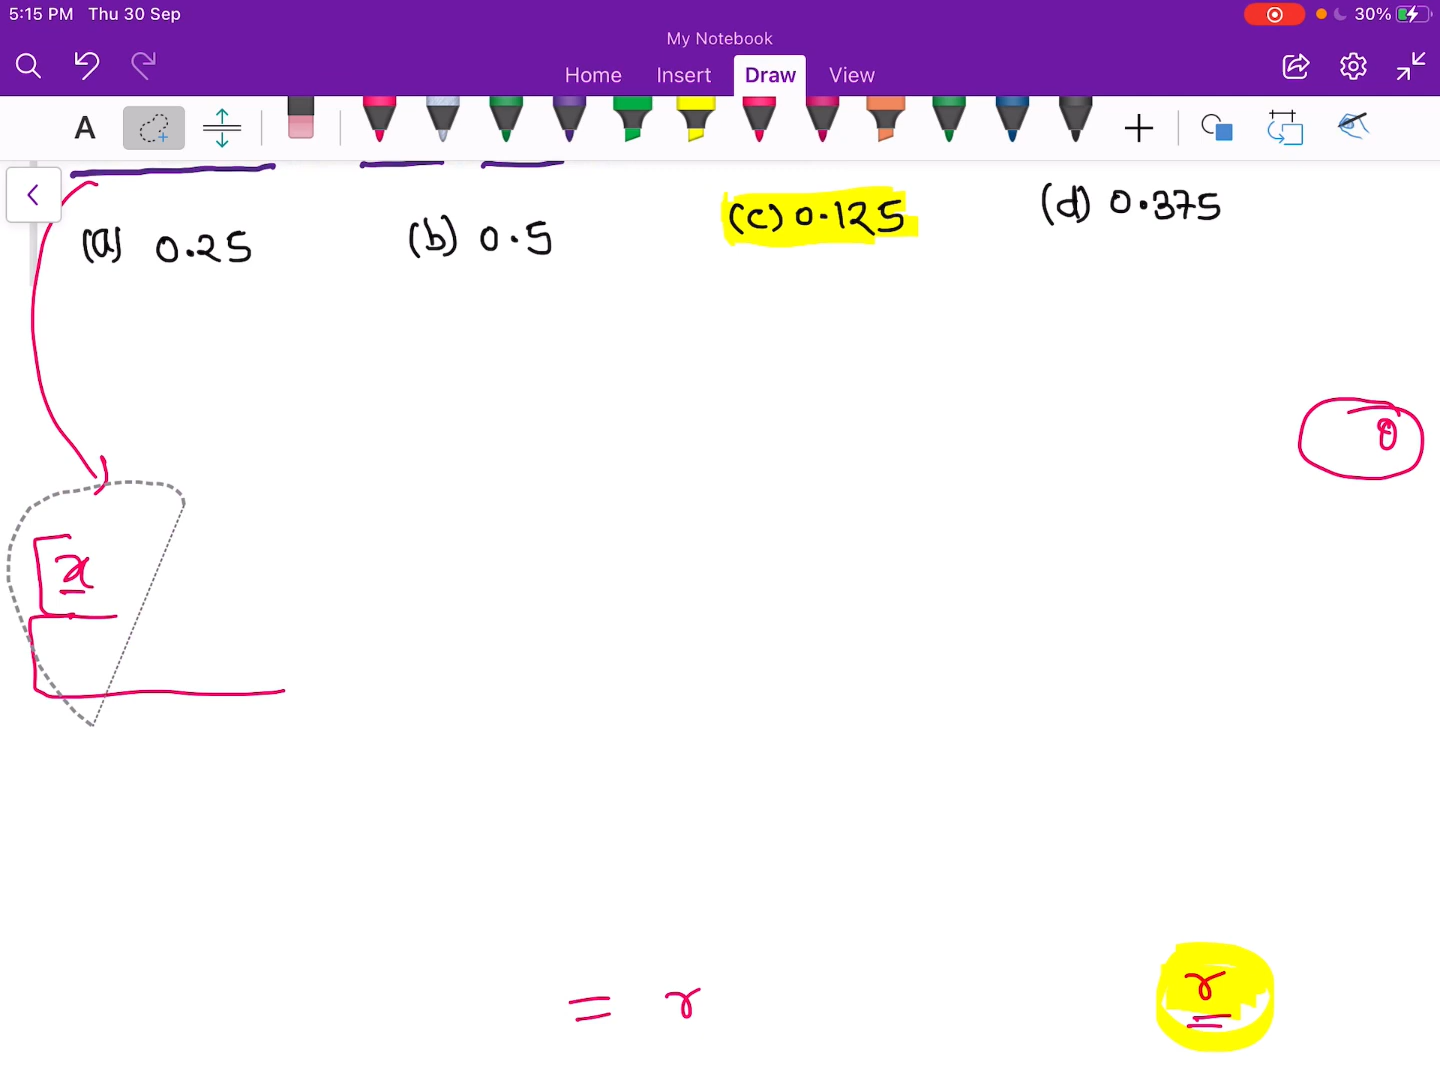 5:15 PM Thu 30 Sep 30%
My Notebook
Home Insert Draw View
A
(a) 0.25 (b) 0.5 (c) 0.125 (d) 0.375
x
= r r